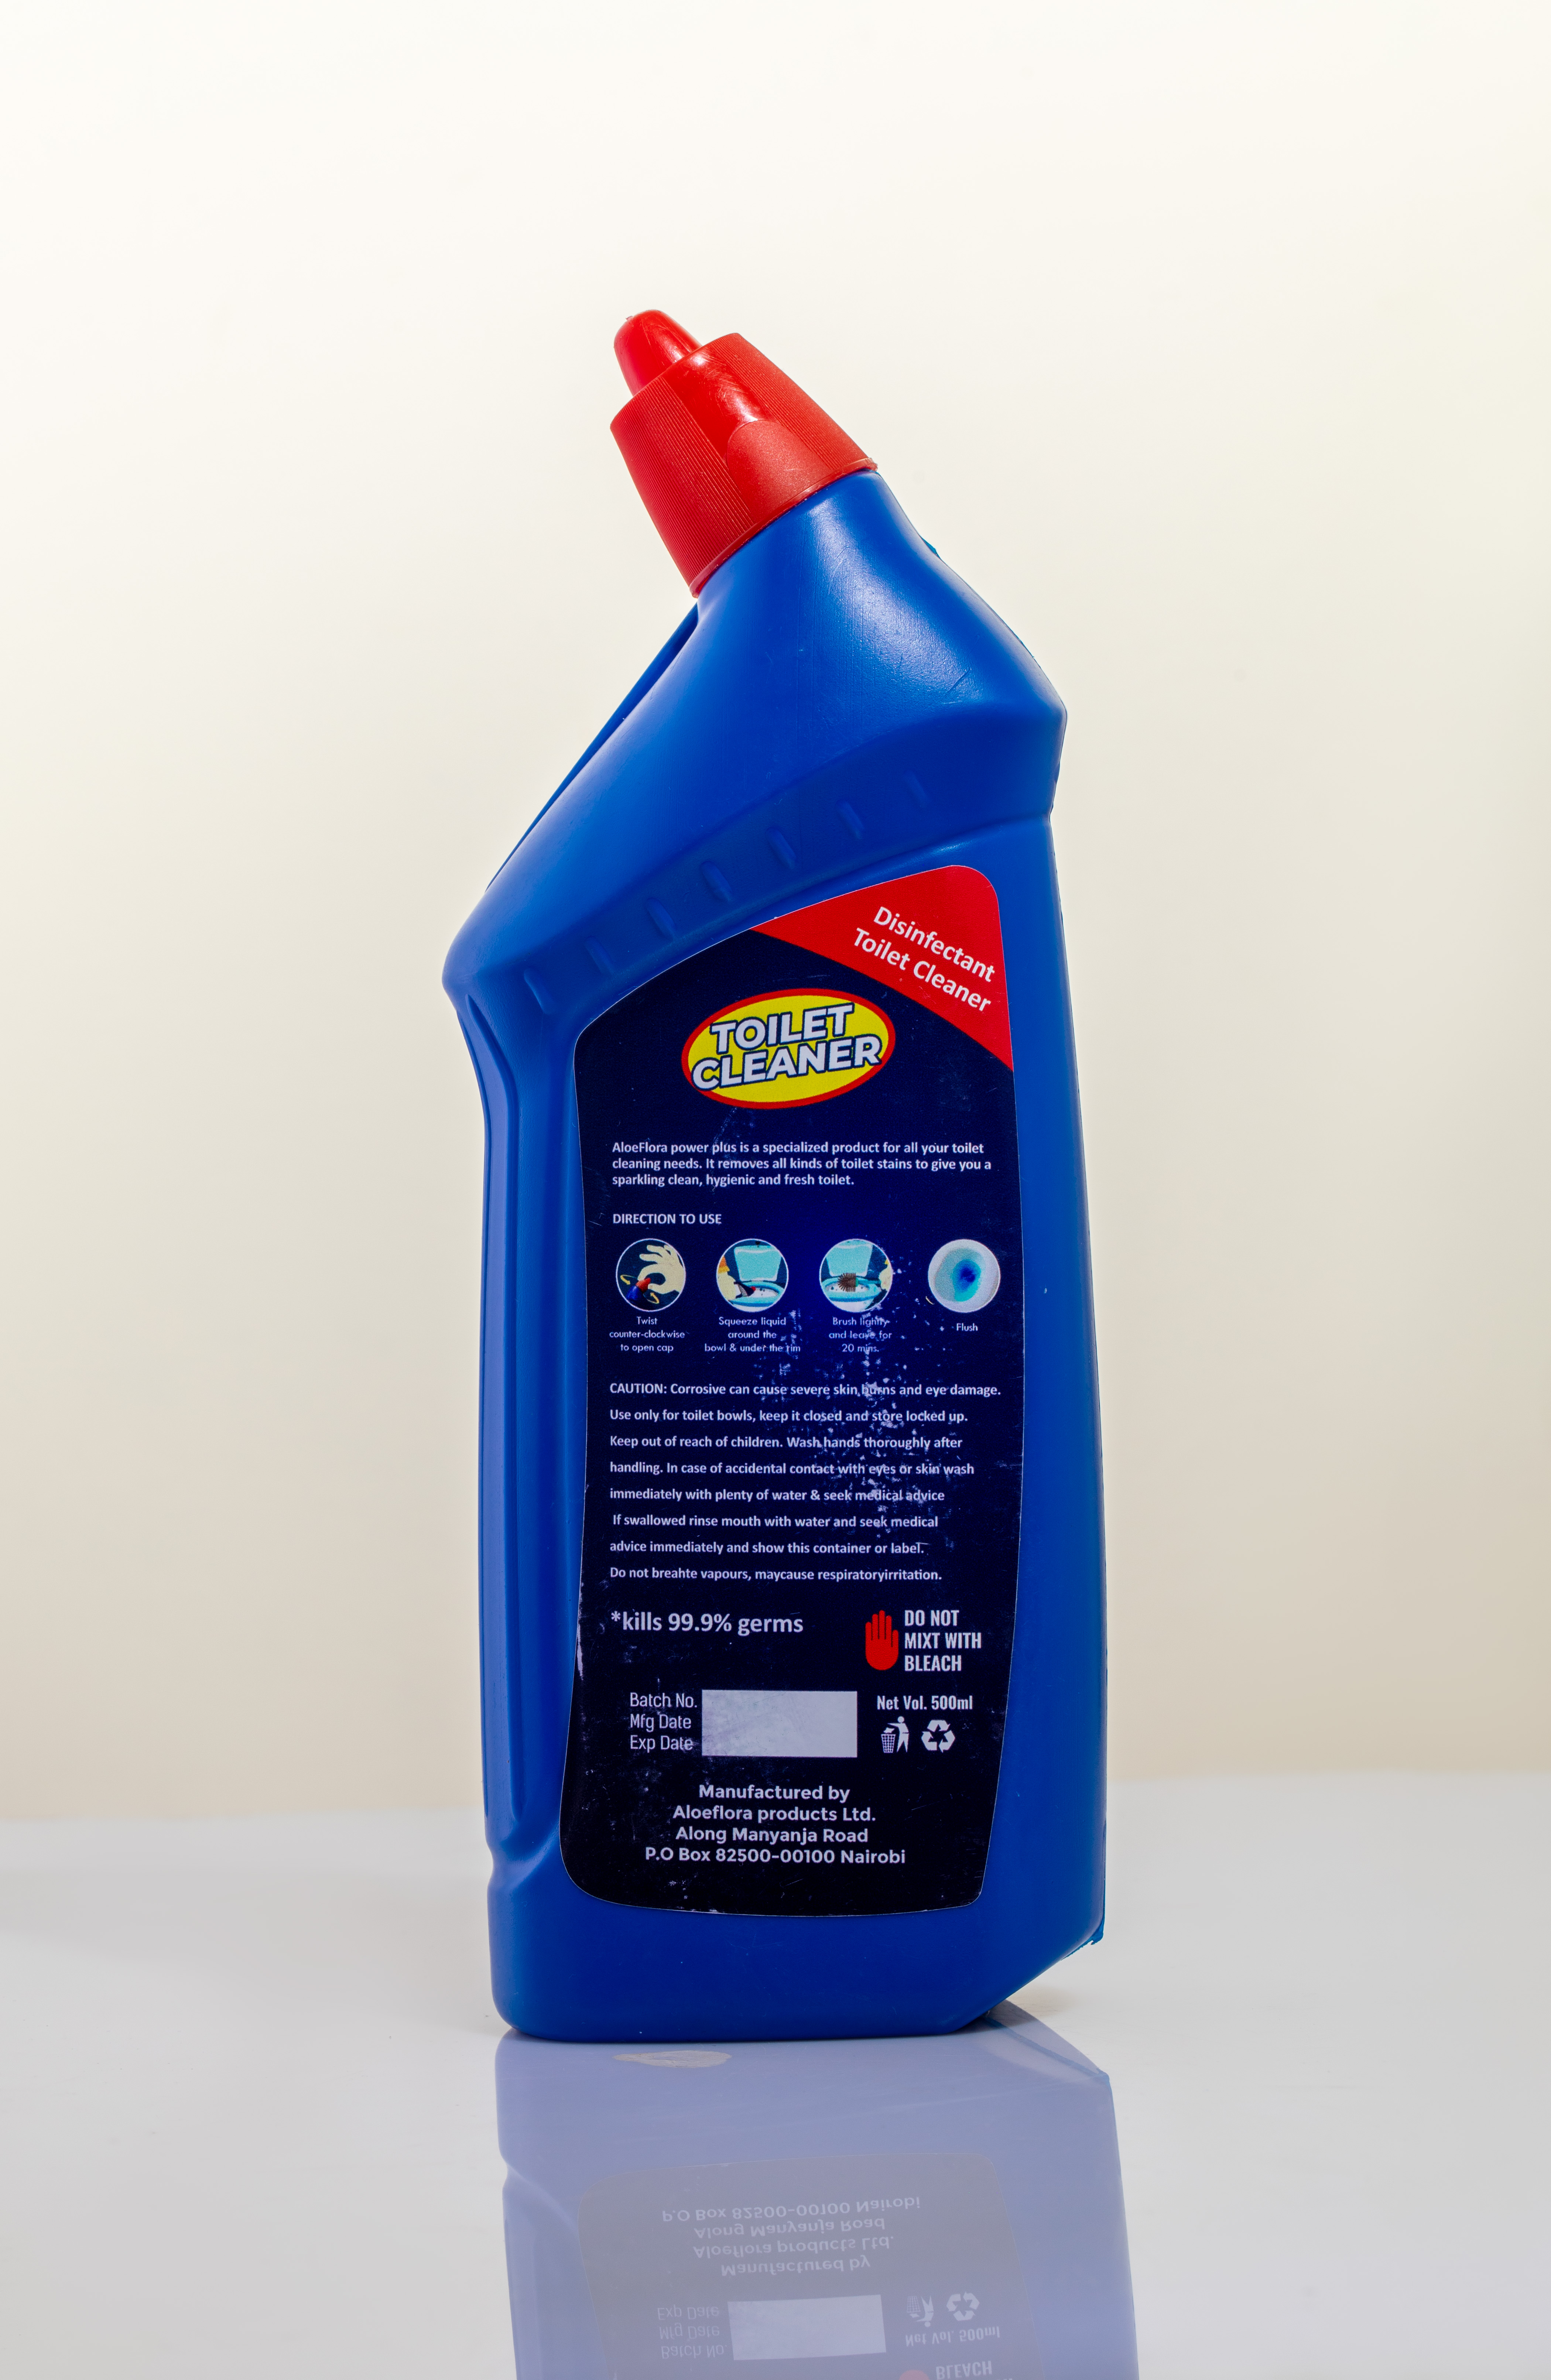 Disinfectant
Toilet Cleaner
TOILET
CLEANER
AloeFlora power plus is a specialized product for all your toilet
cleaning needs. It removes all kinds of toilet stains to give you a
sparkling clean, hygienic and fresh toilet.
DIRECTION TO USE
Twist
counter-clockwise
to open cap
Squeeze liquid
around the
bowl & under the rim
Brush lightly
and leave for
20 mins.
Flush
CAUTION: Corrosive can cause severe skin burns and eye damage.
Use only for toilet bowls, keep it closed and store locked up.
Keep out of reach of children. Wash hands thoroughly after
handling. In case of accidental contact with eyes or skin wash
immediately with plenty of water & seek medical advice
If swallowed rinse mouth with water and seek medical
advice immediately and show this container or label.
Do not breahte vapours, maycause respiratoryirritation.
*kills 99.9% germs
DO NOT
MIXT WITH
BLEACH
Batch No.
Mfg Date
Exp Date
Net Vol. 500ml
Manufactured by
Aloeflora products Ltd.
Along Manyanja Road
P.O Box 82500-00100 Nairobi